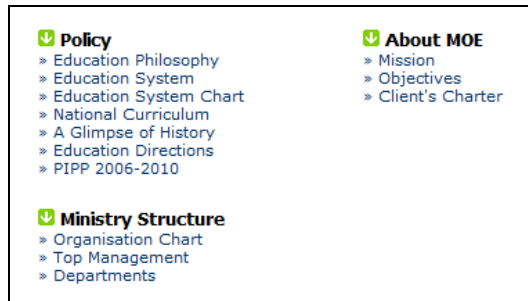 Policy
» Education Philosophy
» Education System
» Education System Chart
» National Curriculum
» A Glimpse of History
» Education Directions
» PIPP 2006-2010
Ministry Structure
» Organisation Chart
» Top Management
» Departments
About MOE
» Mission
» Objectives
» Client's Charter